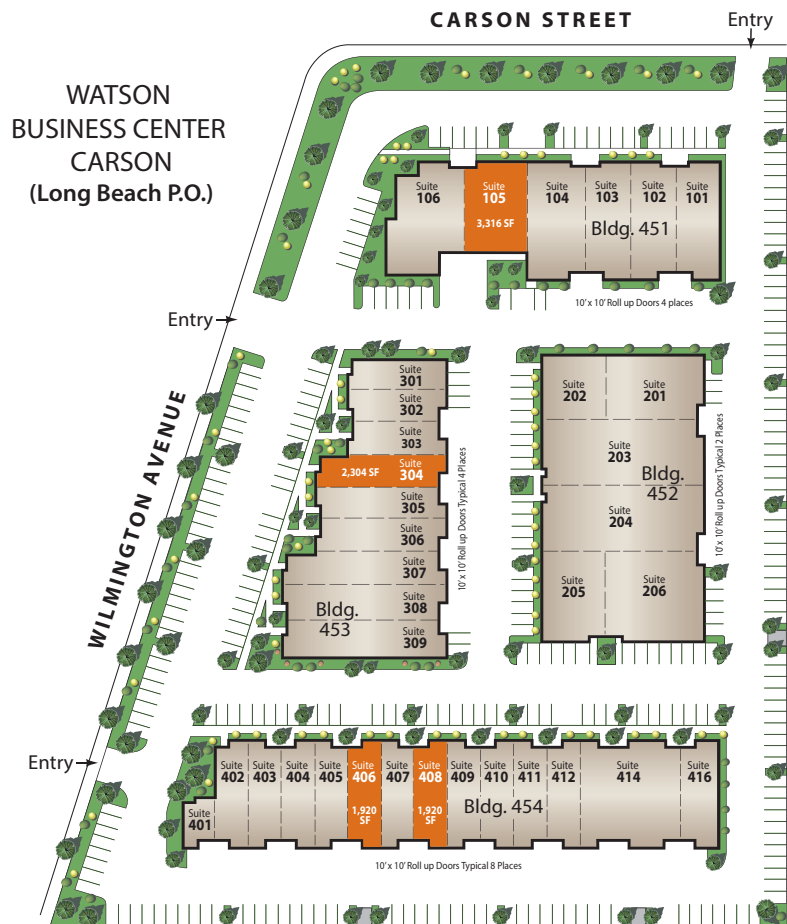 CARSON STREET
Entry
WATSON
BUSINESS CENTER
CARSON
(Long Beach P.O.)
Suite
106
Suite
105
3,316 SF
Suite
104
Suite
103
Suite
102
Suite
101
Bldg. 451
10' x 10' Roll up Doors 4 places
Entry
WILMINGTON AVENUE
Suite
301
Suite
302
Suite
303
2,304 SF
Suite
304
Suite
305
Suite
306
Suite
307
Suite
308
Suite
309
Bldg.
453
10' x 10' Roll up Doors Typical 4 Places
Suite
202
Suite
201
Suite
203
Bldg.
452
Suite
204
Suite
205
Suite
206
10' x 10' Roll up Doors Typical 2 Places
Entry
Suite
401
Suite
402
Suite
403
Suite
404
Suite
405
Suite
406
1,920
SF
Suite
407
Suite
408
1,920
SF
Suite
409
Suite
410
Suite
411
Suite
412
Suite
414
Suite
416
Bldg. 454
10' x 10' Roll up Doors Typical 8 Places